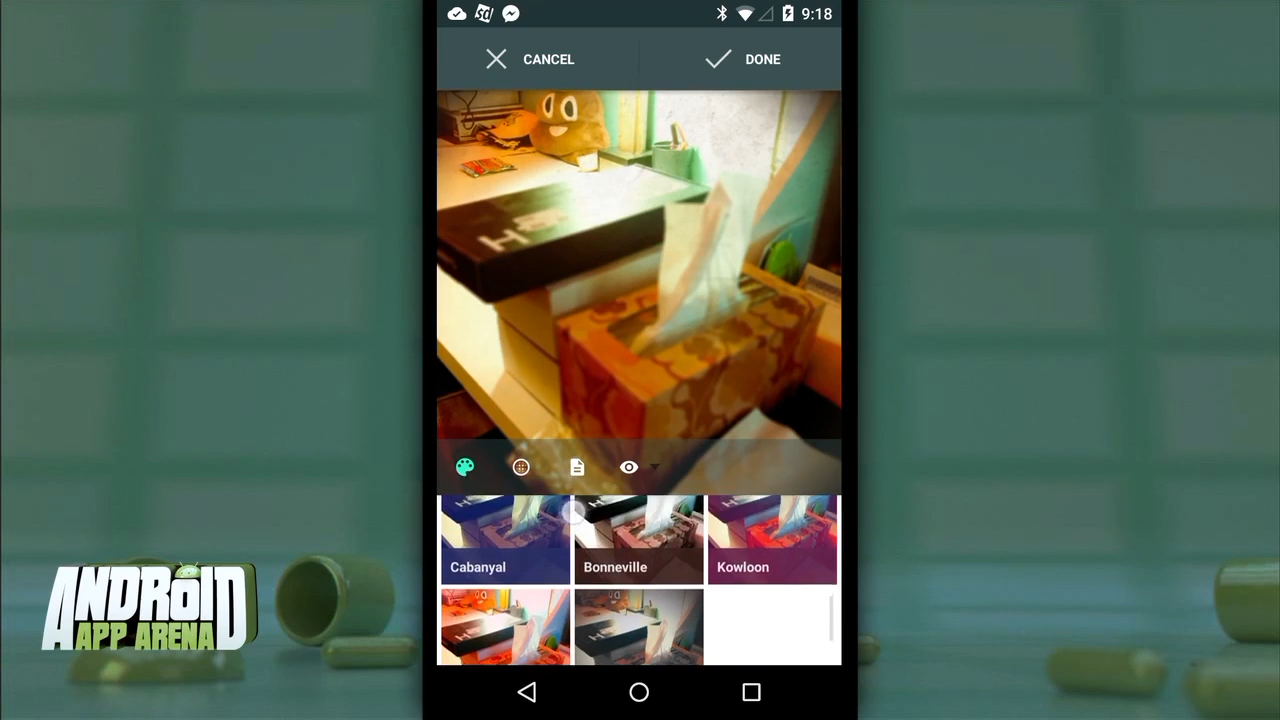 9:18
CANCEL
DONE
Cabanyal
Bonneville
Kowloon
ANDROID
APP ARENA